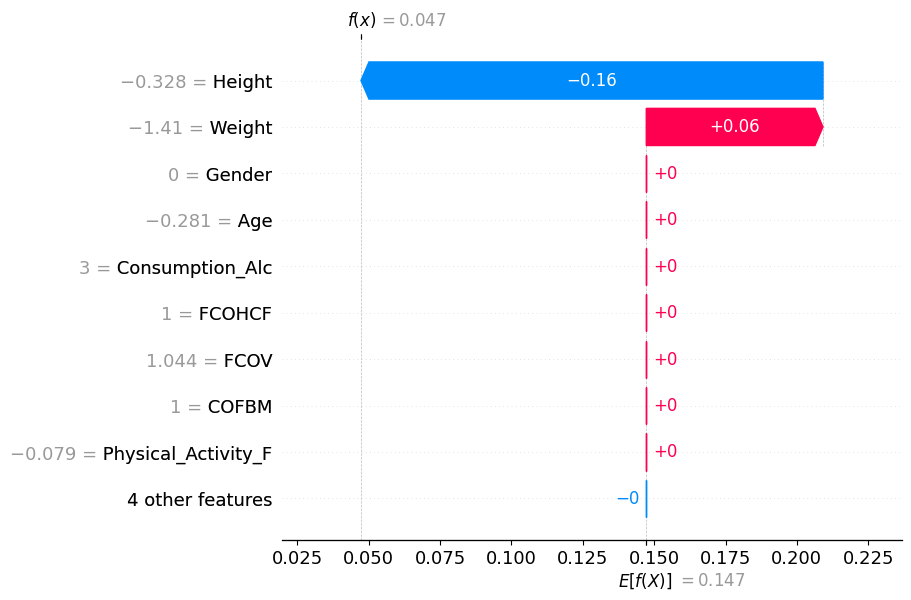 f(x) = 0.047
−0.328 = Height
−0.16
−1.41 = Weight
+0.06
0 = Gender
+0
−0.281 = Age
+0
3 = Consumption_Alc
+0
1 = FCOHCF
+0
1.044 = FCOV
+0
1 = COFBM
+0
−0.079 = Physical_Activity_F
+0
4 other features
−0
0.025 0.050 0.075 0.100 0.125 0.150 0.175 0.200 0.225
E[f(X)] = 0.147